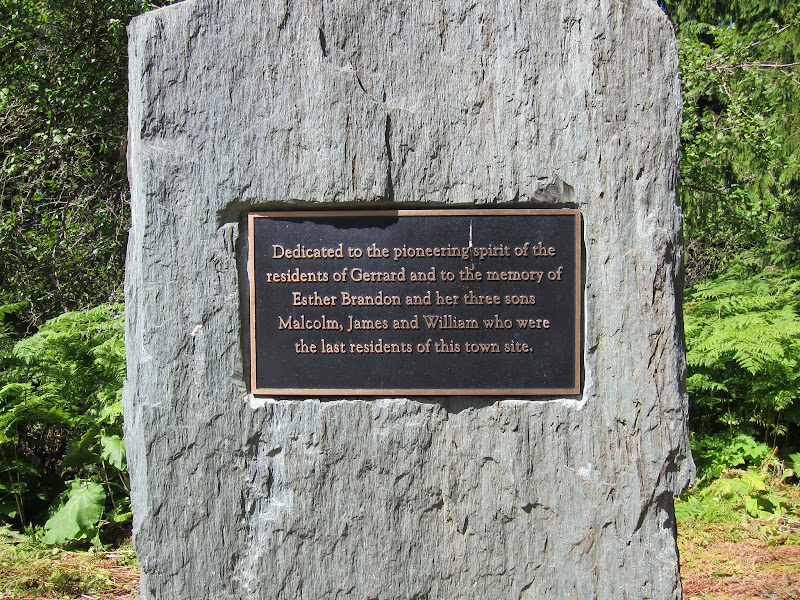 Dedicated to the pioneering spirit of the
residents of Gerrard and to the memory of
Esther Brandon and her three sons
Malcolm, James and William who were
the last residents of this town site.